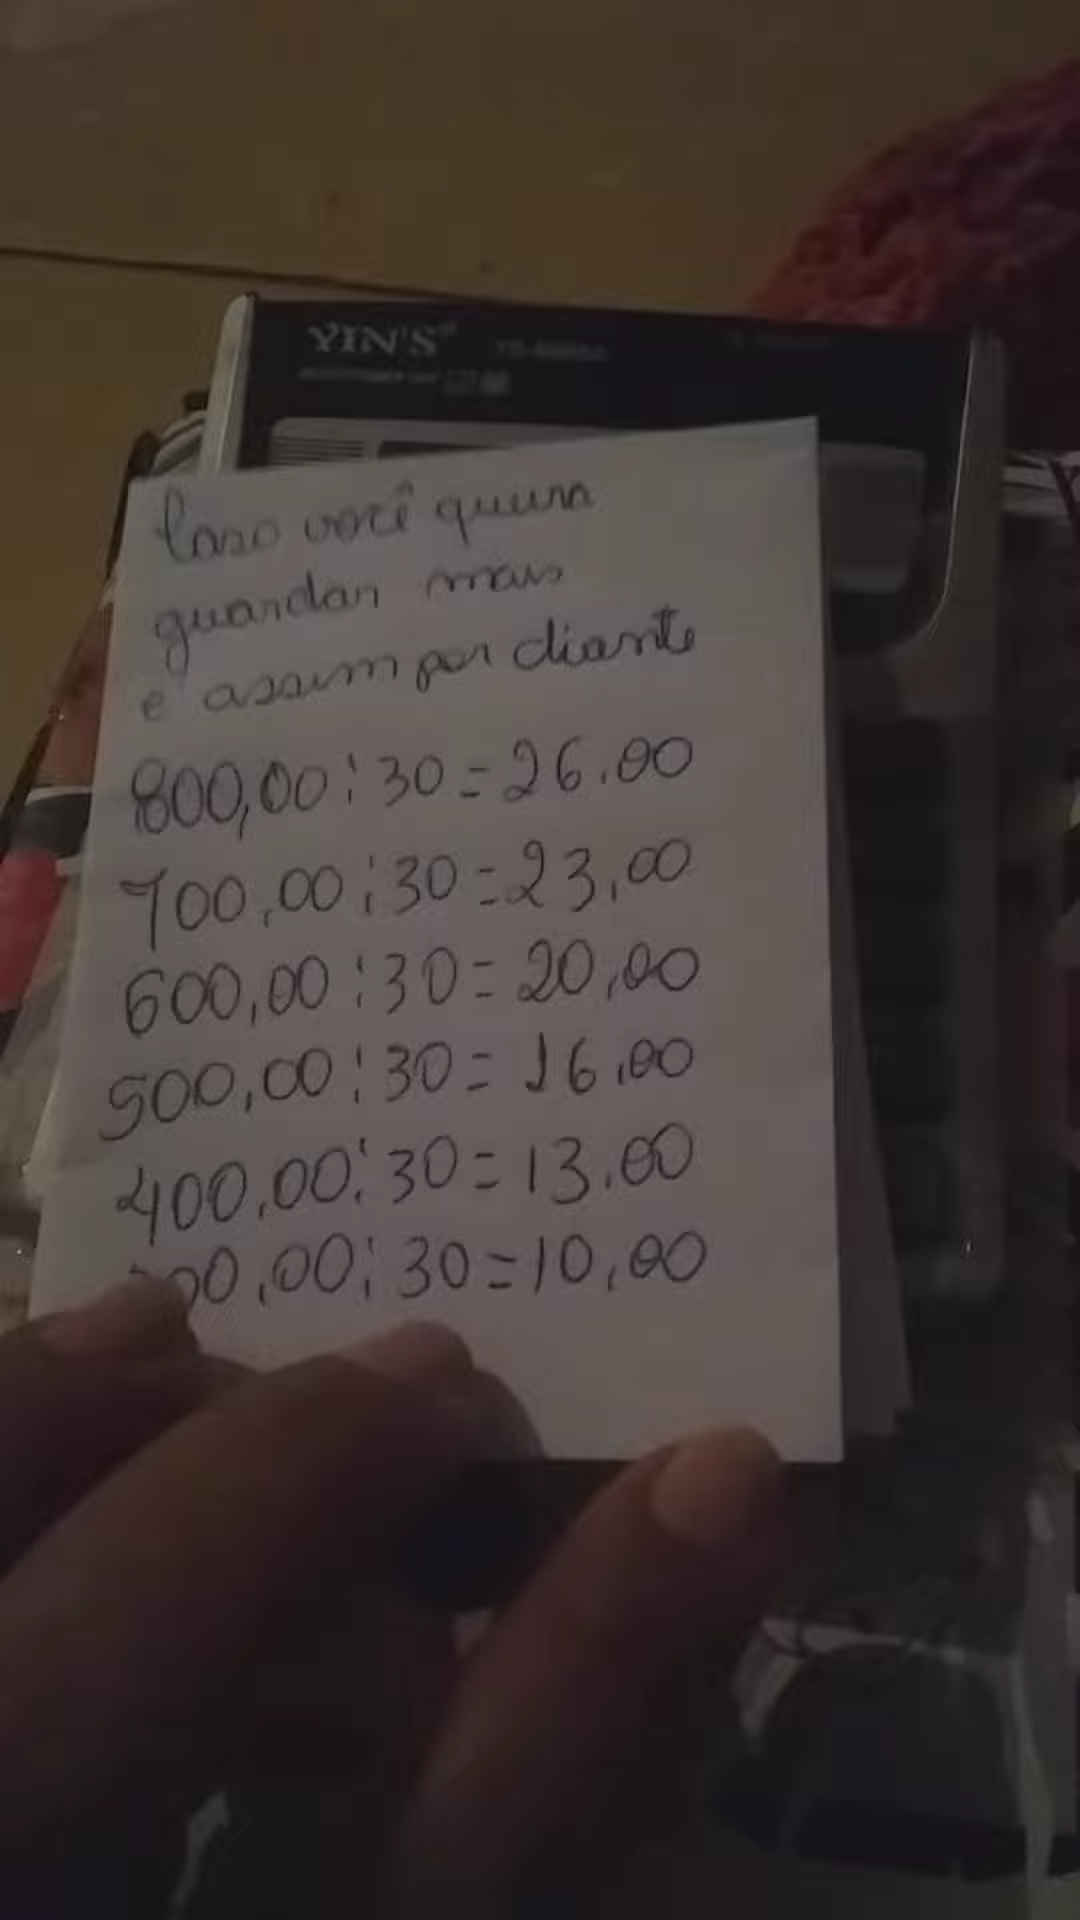 YIN'S
Caso você queira
guardar mais
e assim por diante
800,00 : 30 = 26.00
700,00 : 30 = 23,00
600,00 : 30 = 20,00
500,00 : 30 = 16,00
400,00 : 30 = 13.00
00,00 : 30 = 10,00